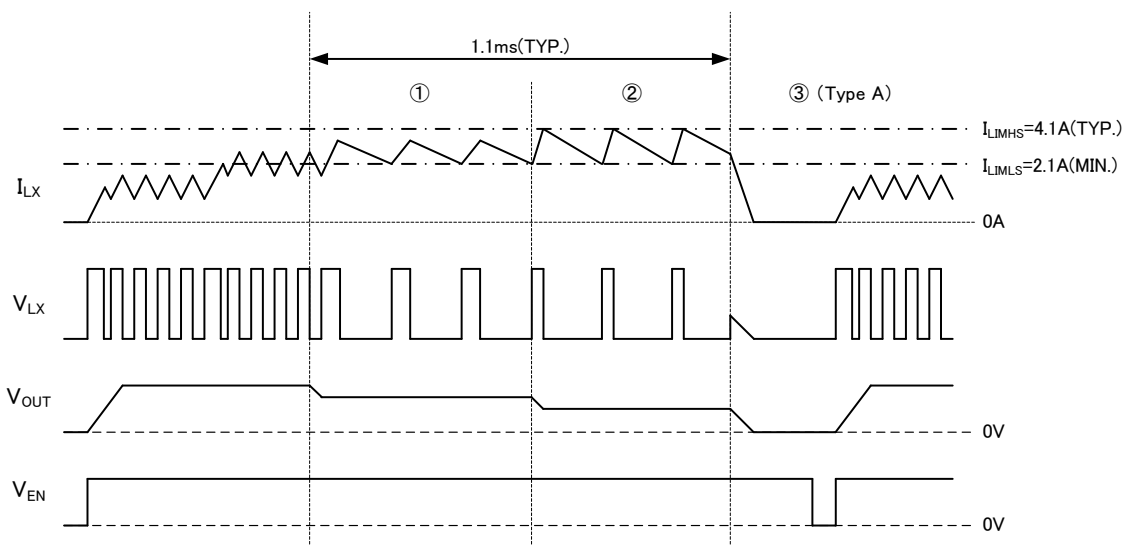 1.1ms(TYP.)
① ② ③ (Type A)
I_LIMHS=4.1A(TYP.)
I_LIMLS=2.1A(MIN.)
I_LX
0A
V_LX
V_OUT
0V
V_EN
0V